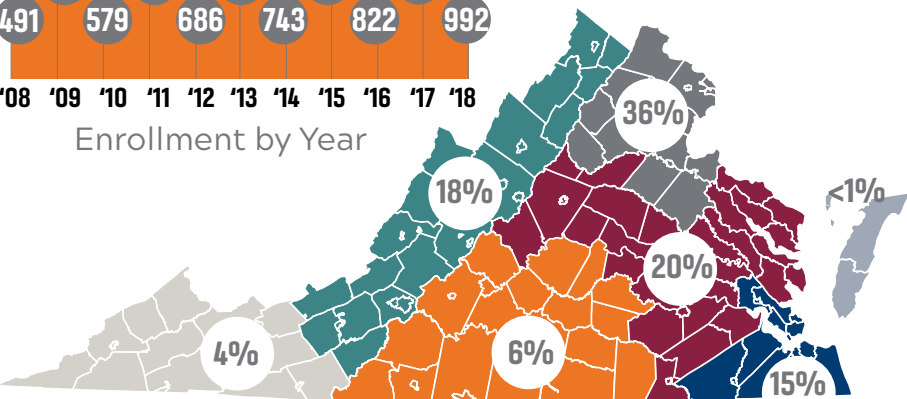 491 579 686 743 822 992
‘08 ‘09 ‘10 ‘11 ‘12 ‘13 ‘14 ‘15 ‘16 ‘17 ‘18
Enrollment by Year
36%
18%
<1%
20%
4%
6%
15%